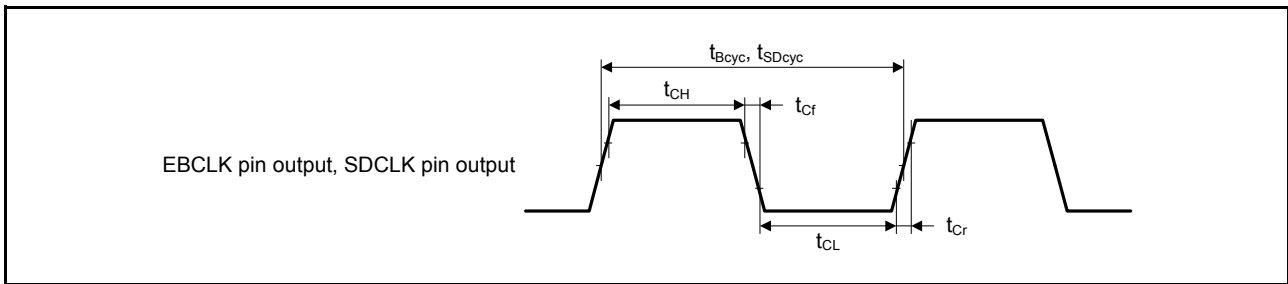 tBcyc, tSDcyc
tCH
tCf
EBCLK pin output, SDCLK pin output
tCL
tCr